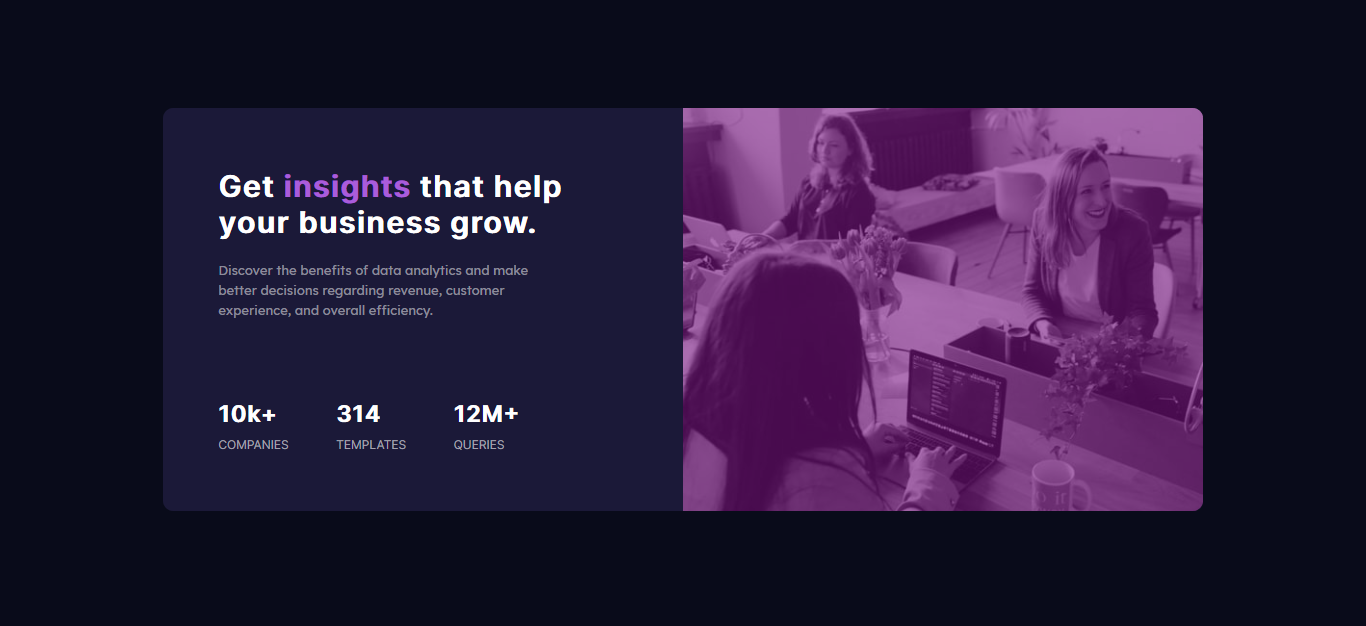 Get insights that help
your business grow.
Discover the benefits of data analytics and make
better decisions regarding revenue, customer
experience, and overall efficiency.
10k+ 314 12M+
COMPANIES TEMPLATES QUERIES